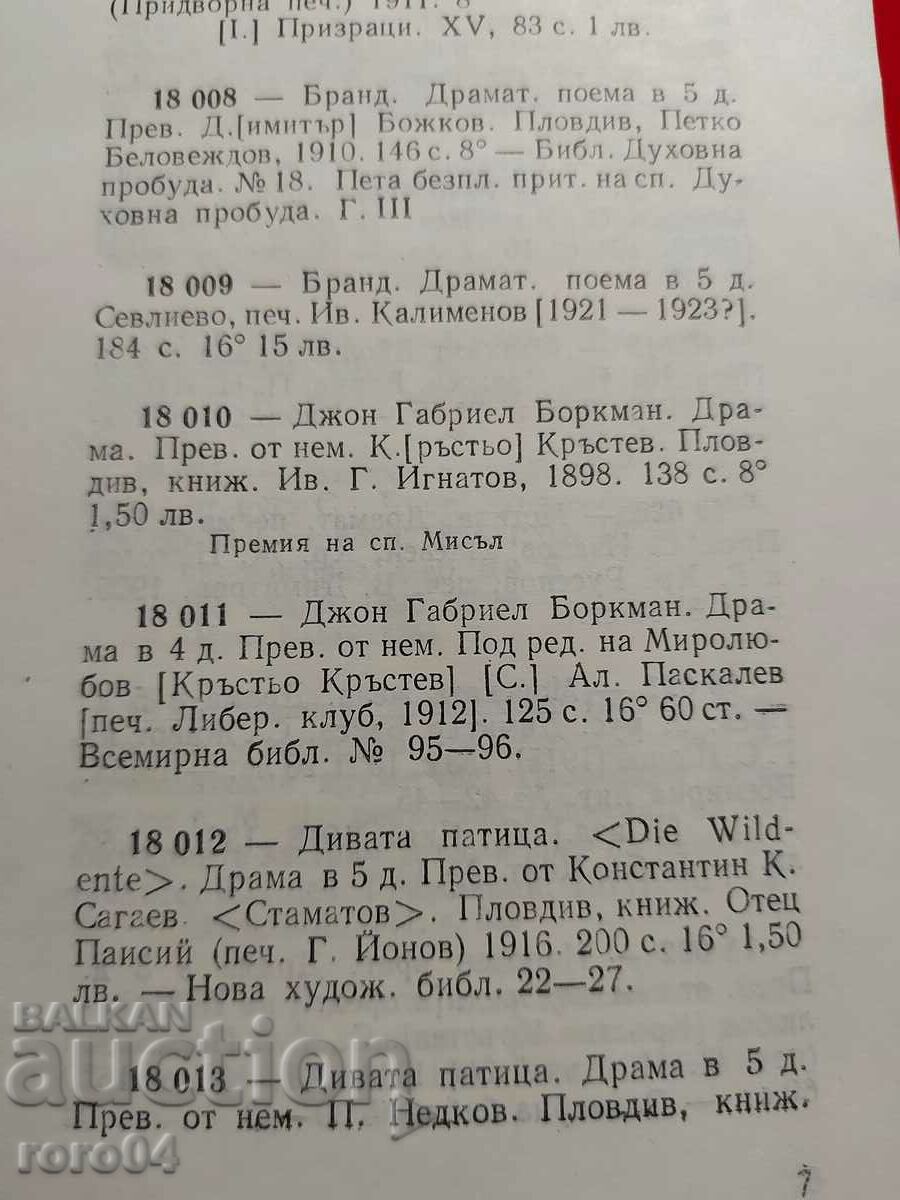 (Придворна печ.) 1911. 8°
[I.] Призраци. XV, 83 с. 1 лв.
18 008 — Бранд. Драмат. поема в 5 д.
Прев. Д.[имитър] Божков. Пловдив, Петко
Беловеждов, 1910. 146 с. 8° — Библ. Духовна
пробуда. № 18. Пета безпл. прит. на сп. Ду-
ховна пробуда. Г. III
18 009 — Бранд. Драмат. поема в 5 д.
Севлиево, печ. Ив. Калименов [1921 — 1923?].
184 с. 16° 15 лв.
18 010 — Джон Габриел Боркман. Дра-
ма. Прев. от нем. К.[ръстьо] Кръстев. Плов-
див, книж. Ив. Г. Игнатов, 1898. 138 с. 8°
1,50 лв.
Премия на сп. Мисъл
18 011 — Джон Габриел Боркман. Дра-
ма в 4 д. Прев. от нем. Под ред. на Миролю-
бов [Кръстьо Кръстев] [С.] Ал. Паскалев
[печ. Либер. клуб, 1912]. 125 с. 16° 60 ст. —
Всемирна библ. № 95—96.
18 012 — Дивата патица. <Die Wild-
ente>. Драма в 5 д. Прев. от Константин К.
Сагаев. <Стаматов>. Пловдив, книж. Отец
Паисий (печ. Г. Йонов) 1916. 200 с. 16° 1,50
лв. — Нова худож. библ. 22—27.
18 013 — Дивата патица. Драма в 5 д.
Прев. от нем. П. Недков. Пловдив, книж.
BALKAN
auction
roro04